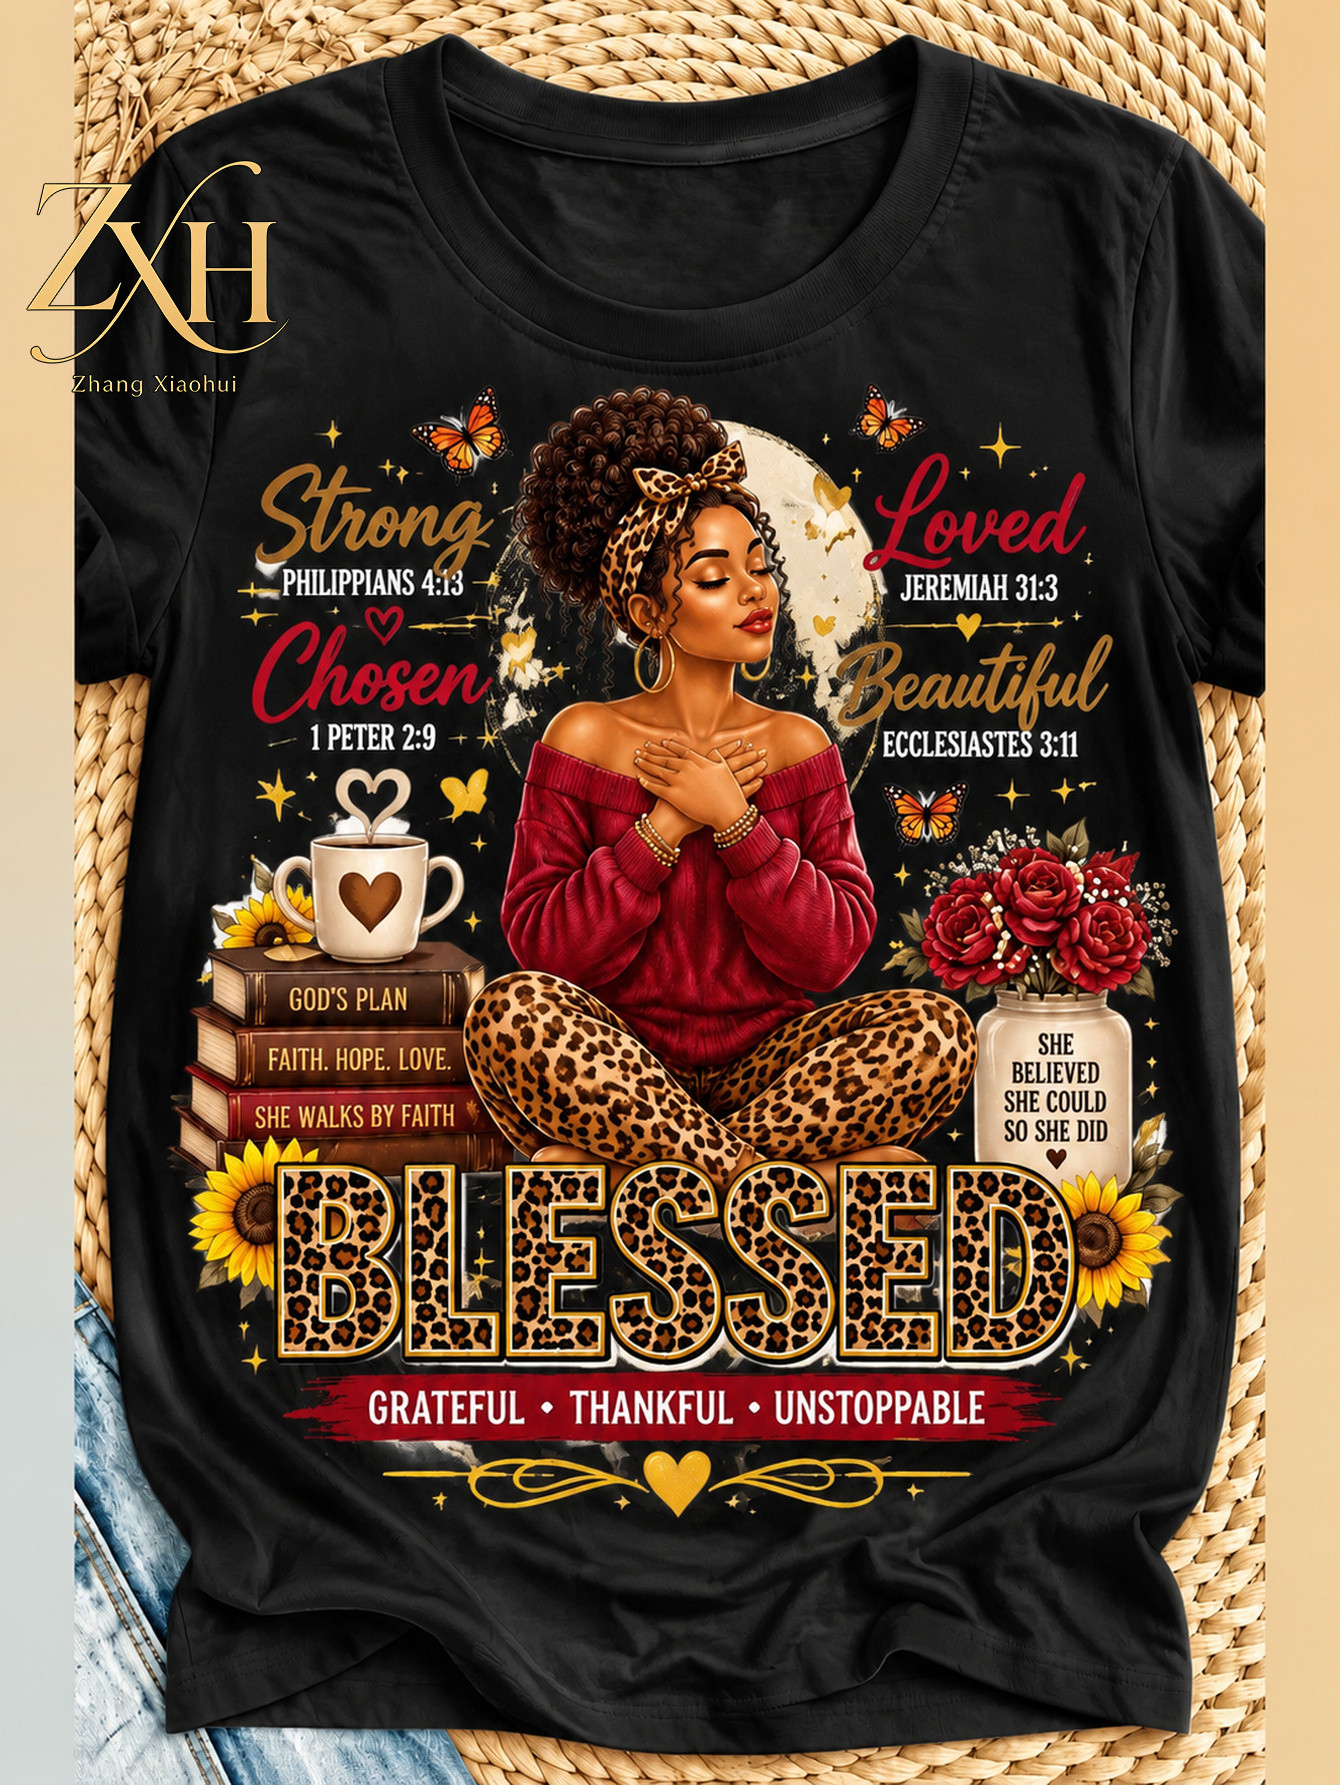 ZXH
Zhang Xiaohui
Strong
PHILIPPIANS 4:13
Chosen
1 PETER 2:9
Loved
JEREMIAH 31:3
Beautiful
ECCLESIASTES 3:11
GOD'S PLAN
FAITH. HOPE. LOVE.
SHE WALKS BY FAITH
SHE
BELIEVED
SHE COULD
SO SHE DID
BLESSED
GRATEFUL • THANKFUL • UNSTOPPABLE